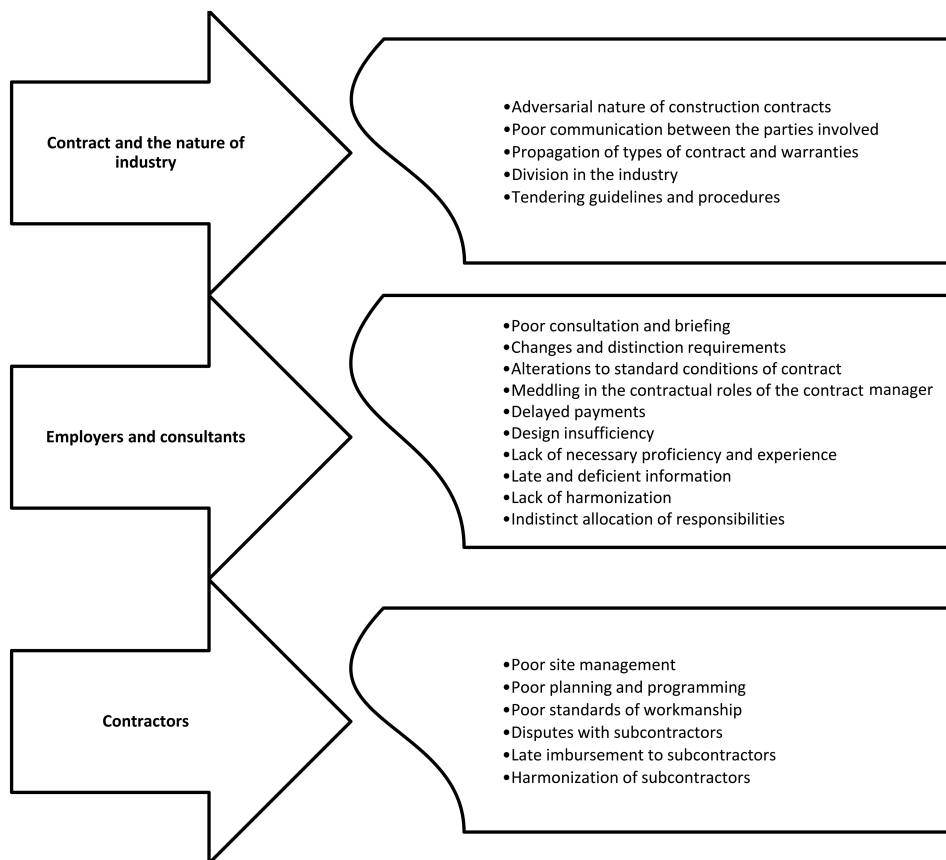 Contract and the nature of
industry
•Adversarial nature of construction contracts
•Poor communication between the parties involved
•Propagation of types of contract and warranties
•Division in the industry
•Tendering guidelines and procedures
Employers and consultants
•Poor consultation and briefing
•Changes and distinction requirements
•Alterations to standard conditions of contract
•Meddling in the contractual roles of the contract manager
•Delayed payments
•Design insufficiency
•Lack of necessary proficiency and experience
•Late and deficient information
•Lack of harmonization
•Indistinct allocation of responsibilities
Contractors
•Poor site management
•Poor planning and programming
•Poor standards of workmanship
•Disputes with subcontractors
•Late imbursement to subcontractors
•Harmonization of subcontractors